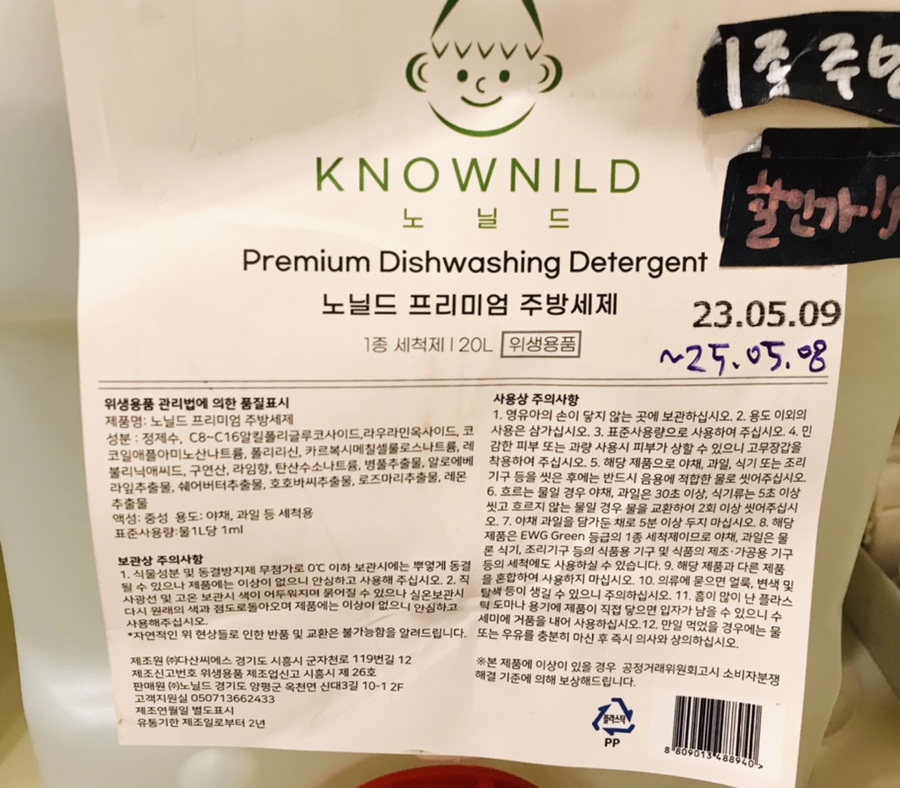 1종 주방
할인가
KNOWNILD
노닐드
Premium Dishwashing Detergent
노닐드 프리미엄 주방세제
23.05.09
~25.05.08
1종 세척제 | 20L 위생용품
위생용품 관리법에 의한 품질표시
제품명: 노닐드 프리미엄 주방세제
성분 : 정제수, C8~C16알킬폴리글루코사이드,라우라민옥사이드, 코
코일애플아미노산나트륨, 폴리리신, 카르복시메칠셀룰로스나트륨, 레
불리닉애씨드, 구연산, 라임향, 탄산수소나트륨, 병풀추출물, 알로에베
라잎추출물, 쉐어버터추출물, 호호바씨추출물, 로즈마리추출물, 레몬
추출물
액성: 중성 용도: 야채, 과일 등 세척용
표준사용량:물1L당 1ml
보관상 주의사항
1. 식물성분 및 동결방지제 무첨가로 0℃ 이하 보관시에는 뿌옇게 동결
될 수 있으나 제품에는 이상이 없으니 안심하고 사용해 주십시오. 2. 직
사광선 및 고온 보관시 색이 어두워지며 묽어질 수 있으나 실온보관시
다시 원래의 색과 점도로돌아오며 제품에는 이상이 없으니 안심하고
사용해주십시오.
*자연적인 위 현상들로 인한 반품 및 교환은 불가능함을 알려드립니다.
제조원 ㈜다산씨에스 경기도 시흥시 군자천로 119번길 12
제조신고번호 위생용품 제조업신고 시흥시 제 26호
판매원 ㈜노닐드 경기도 양평군 옥천면 신대3길 10-1 2F
고객지원실 050713662433
제조연월일 별도표시
유통기한 제조일로부터 2년
사용상 주의사항
1. 영유아의 손이 닿지 않는 곳에 보관하십시오. 2. 용도 이외의
사용은 삼가십시오. 3. 표준사용량으로 사용하여 주십시오. 4. 민
감한 피부 또는 과량 사용시 피부가 상할 수 있으니 고무장갑을
착용하여 주십시오. 5. 해당 제품으로 야채, 과일, 식기 또는 조리
기구 등을 씻은 후에는 반드시 음용에 적합한 물로 씻어주십시오.
6. 흐르는 물일 경우 야채, 과일은 30초 이상, 식기류는 5초 이상
씻고 흐르지 않는 물일 경우 물을 교환하여 2회 이상 씻어주십시
오. 7. 야채 과일을 담가둔 채로 5분 이상 두지 마십시오. 8. 해당
제품은 EWG Green 등급의 1종 세척제이므로 야채, 과일은 물
론 식기, 조리기구 등의 식품용 기구 및 식품의 제조·가공용 기구
등의 세척에도 사용하실 수 있습니다. 9. 해당 제품과 다른 제품
을 혼합하여 사용하지 마십시오. 10. 의류에 묻으면 얼룩, 변색 및
탈색 등이 생길 수 있으니 주의하십시오. 11. 흠이 많이 난 플라스
틱 도마나 용기에 제품이 직접 닿으면 입자가 남을 수 있으니 수
세미에 거품을 내어 사용하십시오.12. 만일 먹었을 경우에는 물
또는 우유를 충분히 마신 후 즉시 의사와 상의하십시오.
※본 제품에 이상이 있을 경우 공정거래위원회고시 소비자분쟁
해결 기준에 의해 보상해드립니다.
플라스틱
PP
8 809013 488940 >